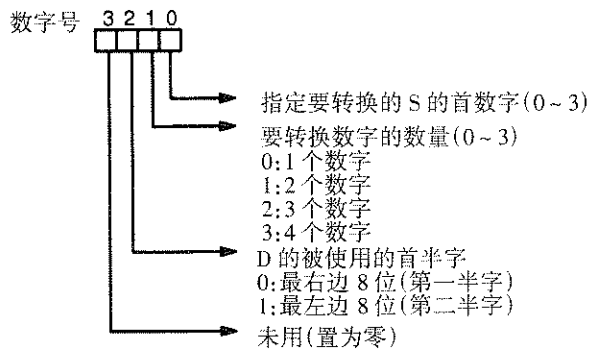 数字号 3 2 1 0
指定要转换的 S 的首数字(0~3)
要转换数字的数量(0~3)
0:1 个数字
1:2 个数字
2:3 个数字
3:4 个数字
D 的被使用的首半字
0:最右边 8 位(第一半字)
1:最左边 8 位(第二半字)
未用(置为零)